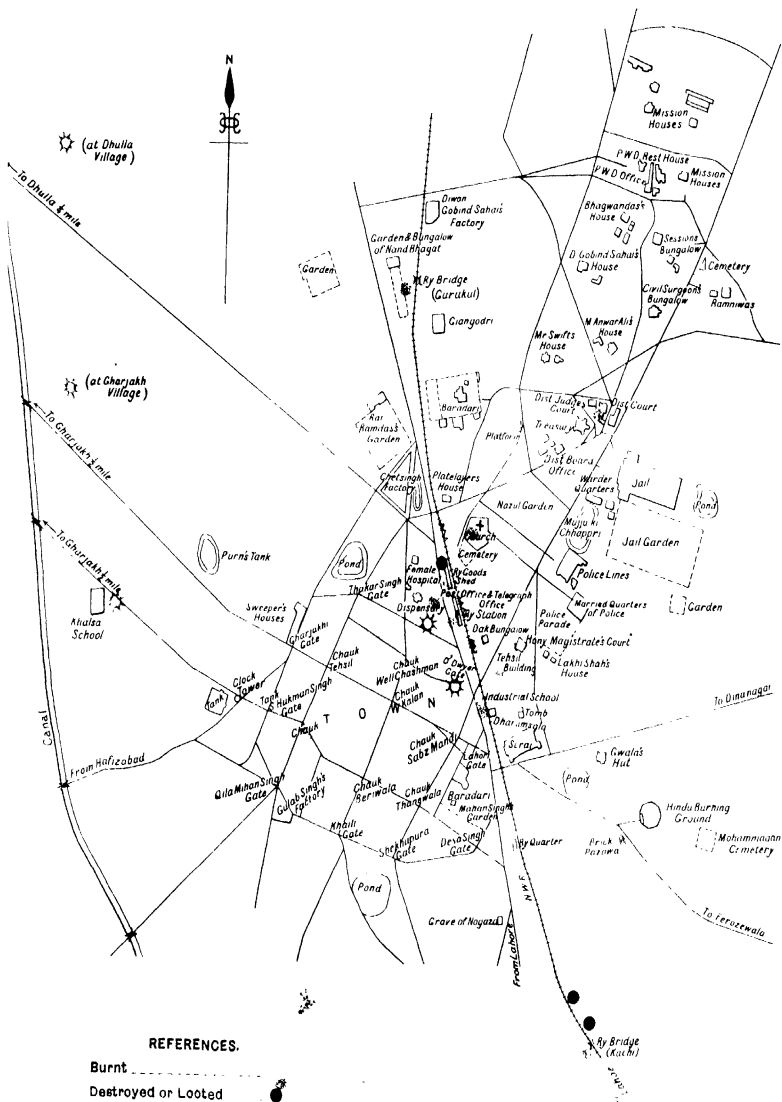 N
(at Dhulla
Village)
To Dhulla ½ mile
Mission
Houses
P W D Rest House
P W D Office
Mission
Houses
Bhagwandas's
House
Diwan
Gobind Sahai's
Factory
Garden & Bungalow
of Nand Bhagat
Garden
Sessions
Bungalow
D Gobind Sahai's
House
Cemetery
Ry Bridge
(Gurukul)
Civil Surgeon's
Bungalow
Ramniwas
Gianyodri
M Anwar Ali's
House
Mr Swifts
House
(at Gharjakh
Village)
To Gharjakh ½ mile
Rai
Ramdass's
Garden
Baradari
Dist Judge
Court
Dist Court
Treasury
Platform
Dist Board
Office
Chetsingh
Factory
Platelayers
House
Warder
Quarters
Jail
Pond
Nazul Garden
Mujju ki
Chhappri
Jail Garden
To Gharjakh ½ mile
Church
Cemetery
Purn's Tank
Pond
Female
Hospital
Ry Goods
Shed
Police Lines
Thakar Singh
Gate
Post Office & Telegraph
Office
Married Quarters
of Police
Garden
Khalsa
School
Sweeper's
Houses
Dispensary
Ry Station
Police
Parade
Gharjakhi
Gate
Dak Bungalow
Hony Magistrate's Court
Chauk
Tehsil
Chauk
Well Chashman
O'Dwyer
Gate
Tehsil
Building
Lakhi Shah's
House
Clock
Tower
Tank
Tank
S Hukmun Singh
Gate
Chauk
Kalan
TOWN
Industrial School
Tomb
To Dinanagar
Canal
Chauk
Dharamsala
Chauk
Sabz Mandi
Serai
From Hafizabad
Lahori
Gate
Gwala's
Hut
Pond
Qila Mihan Singh
Gate
Gulab Singh's
Factory
Chauk
Beriwala
Chauk
Thangwala
Baradari
Mahan Singh
Garden
Hindu Burning
Ground
Khaili
Gate
Shekhupura
Gate
Desa Singh
Gate
Ry Quarter
Brick
Pazawa
Mohammadan
Cemetery
Pond
N W F
To Ferozewala
Grave of Nogaza
From Lahore
Ry Bridge
(Kachi)
Lahore
REFERENCES.
Burnt
Destroyed or Looted